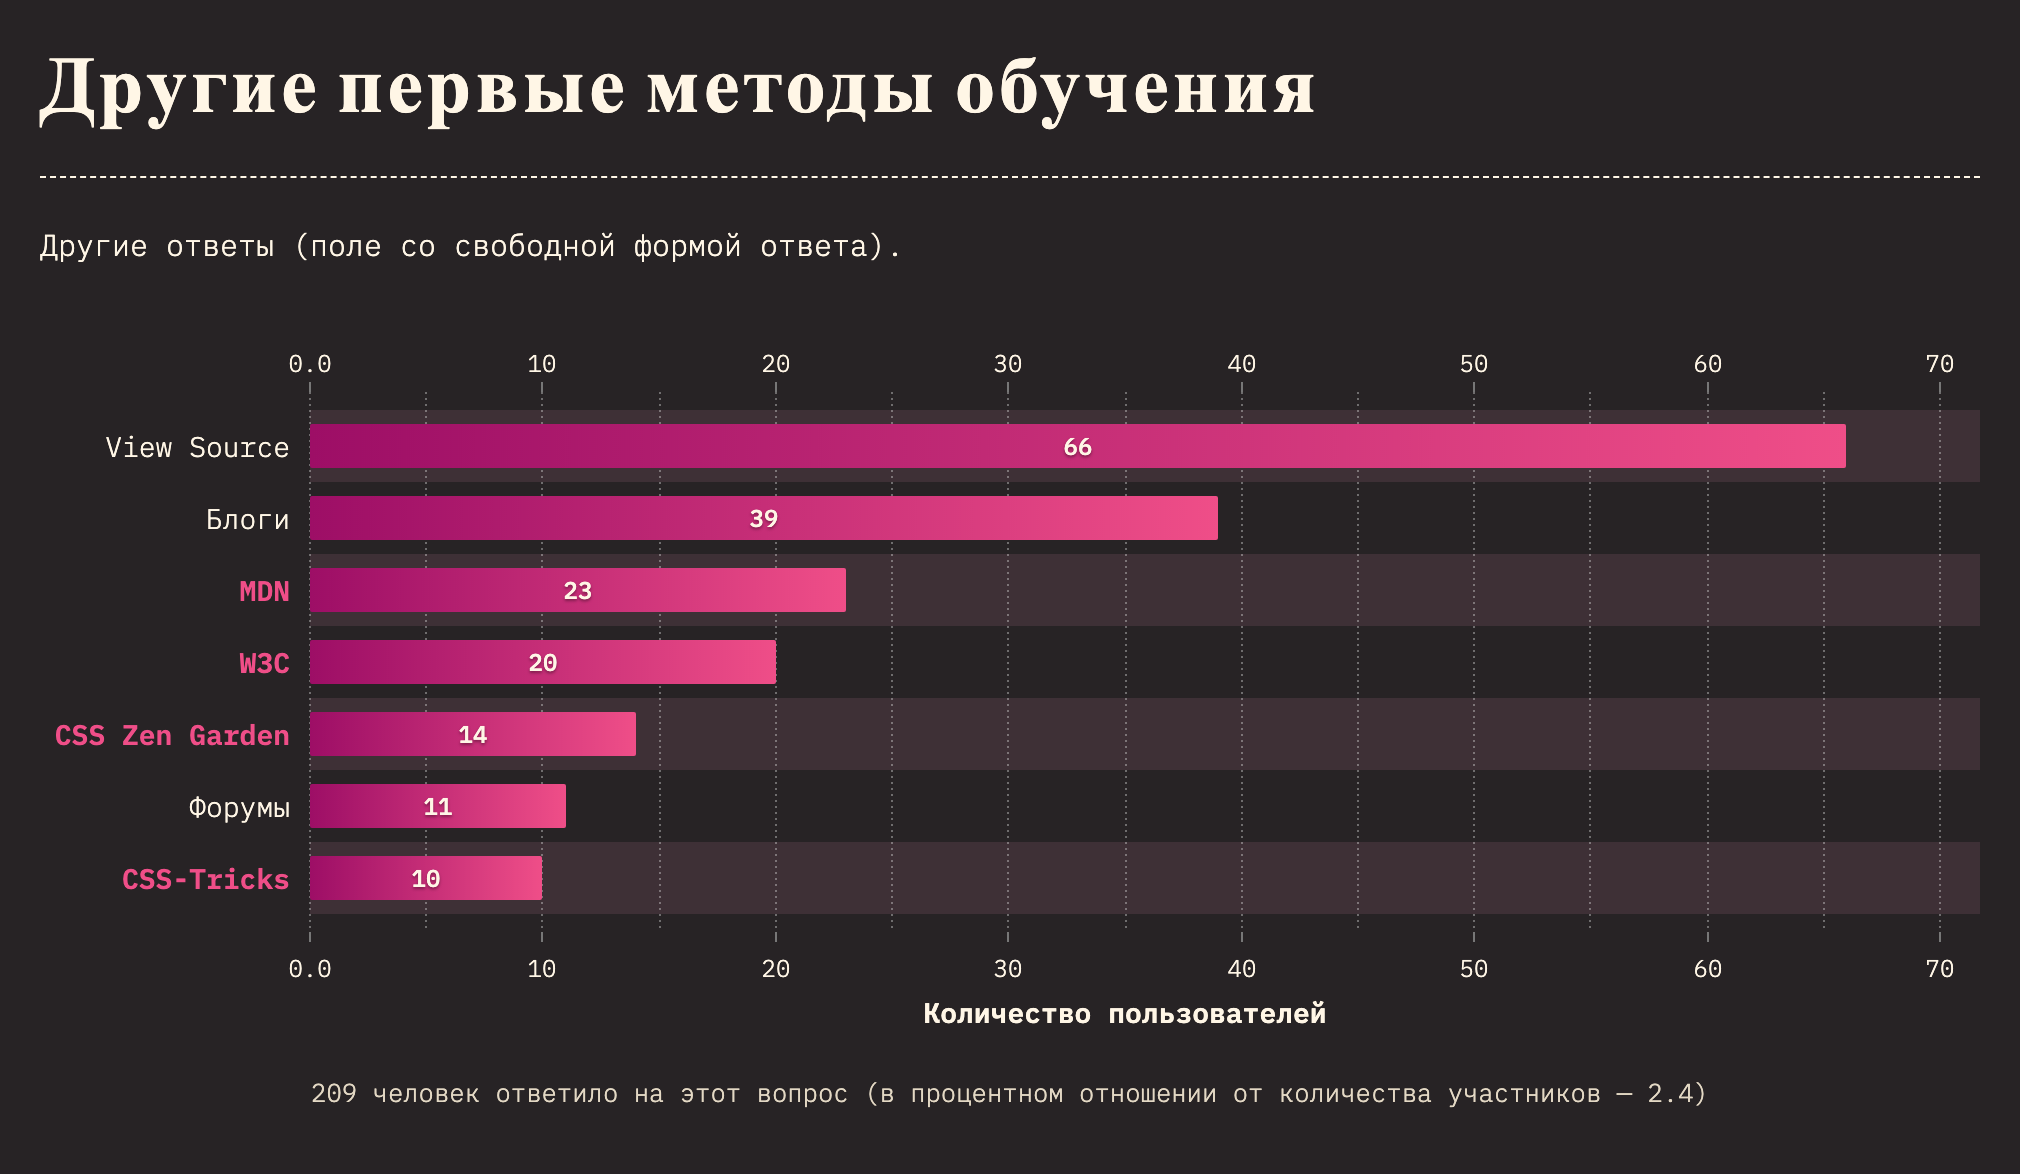 Другие первые методы обучения
Другие ответы (поле со свободной формой ответа).
0.0 10 20 30 40 50 60 70
View Source 66
Блоги 39
MDN 23
W3C 20
CSS Zen Garden 14
Форумы 11
CSS-Tricks 10
0.0 10 20 30 40 50 60 70
Количество пользователей
209 человек ответило на этот вопрос (в процентном отношении от количества участников — 2.4)